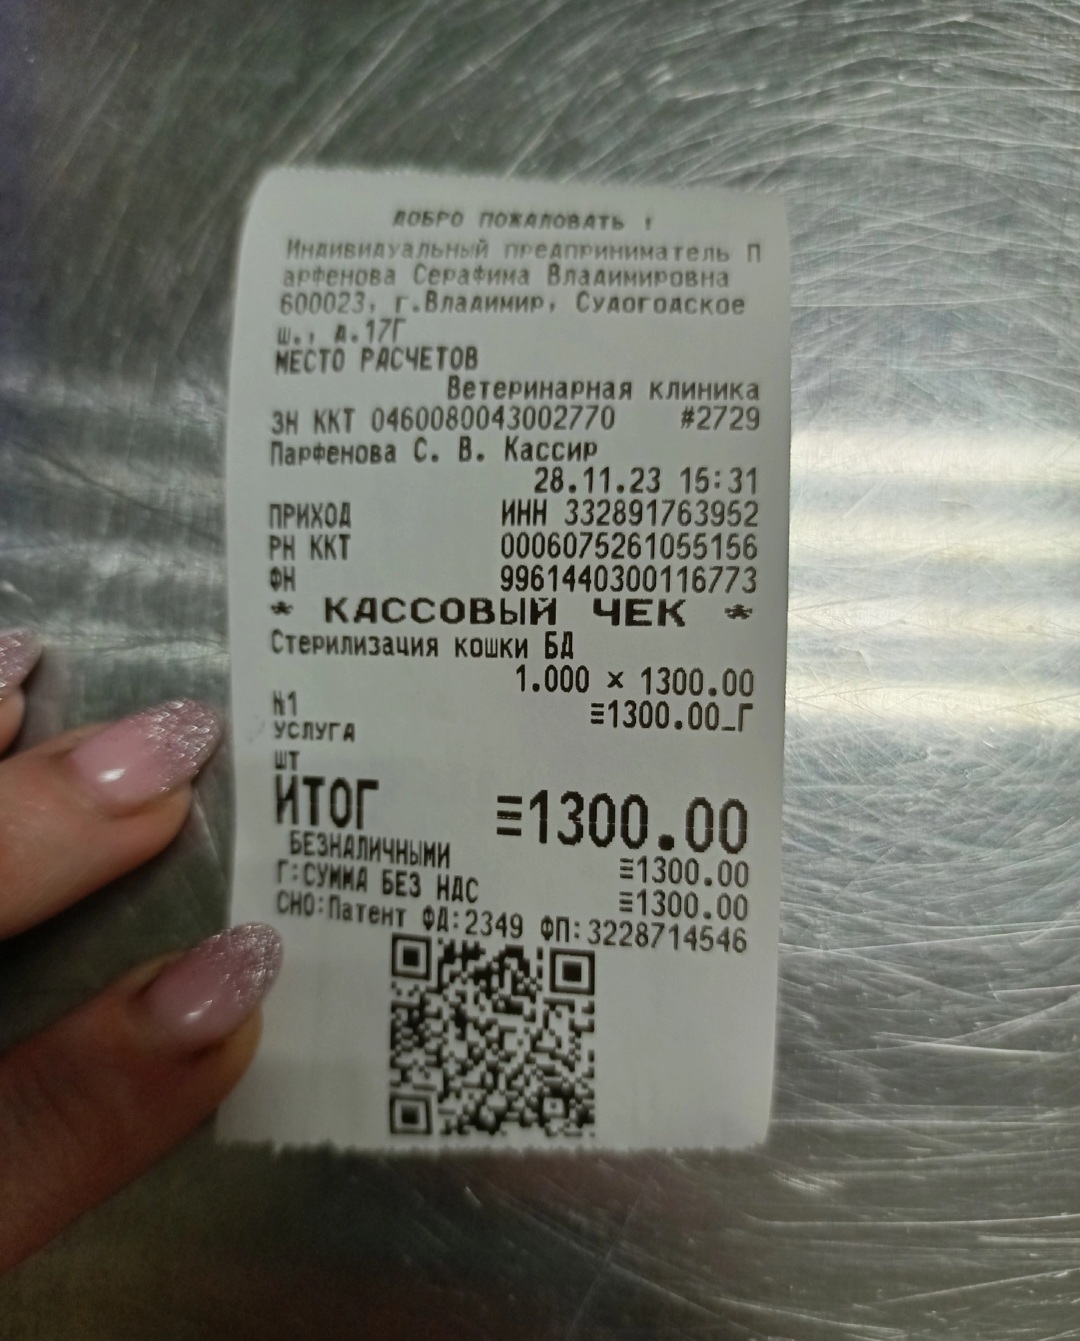 ДОБРО ПОЖАЛОВАТЬ !
Индивидуальный предприниматель П
арфенова Серафима Владимировна
600023, г.Владимир, Судогодское
ш., д.17Г
МЕСТО РАСЧЕТОВ
Ветеринарная клиника
ЗН ККТ 0460080043002770 #2729
Парфенова С. В. Кассир
28.11.23 15:31
ПРИХОД ИНН 332891763952
РН ККТ 0006075261055156
ФН 9961440300116773
* КАССОВЫЙ ЧЕК *
Стерилизация кошки БД
1.000 × 1300.00
N1 ≡1300.00_Г
УСЛУГА
ШТ
ИТОГ ≡1300.00
БЕЗНАЛИЧНЫМИ ≡1300.00
Г:СУММА БЕЗ НДС ≡1300.00
СНО:Патент ФД:2349 ФП:3228714546